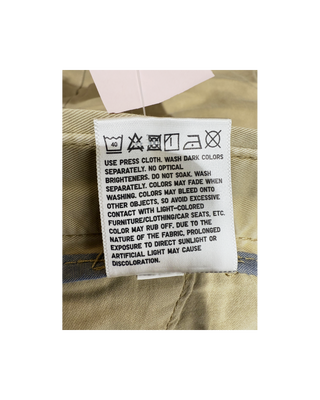 40
USE PRESS CLOTH. WASH DARK COLORS
SEPARATELY. NO OPTICAL
BRIGHTENERS. DO NOT SOAK. WASH
SEPARATELY. COLORS MAY FADE WHEN
WASHING. COLORS MAY BLEED ONTO
OTHER OBJECTS, SO AVOID EXCESSIVE
CONTACT WITH LIGHT-COLORED
FURNITURE/CLOTHING/CAR SEATS, ETC.
COLOR MAY RUB OFF. DUE TO THE
NATURE OF THE FABRIC, PROLONGED
EXPOSURE TO DIRECT SUNLIGHT OR
ARTIFICIAL LIGHT MAY CAUSE
DISCOLORATION.